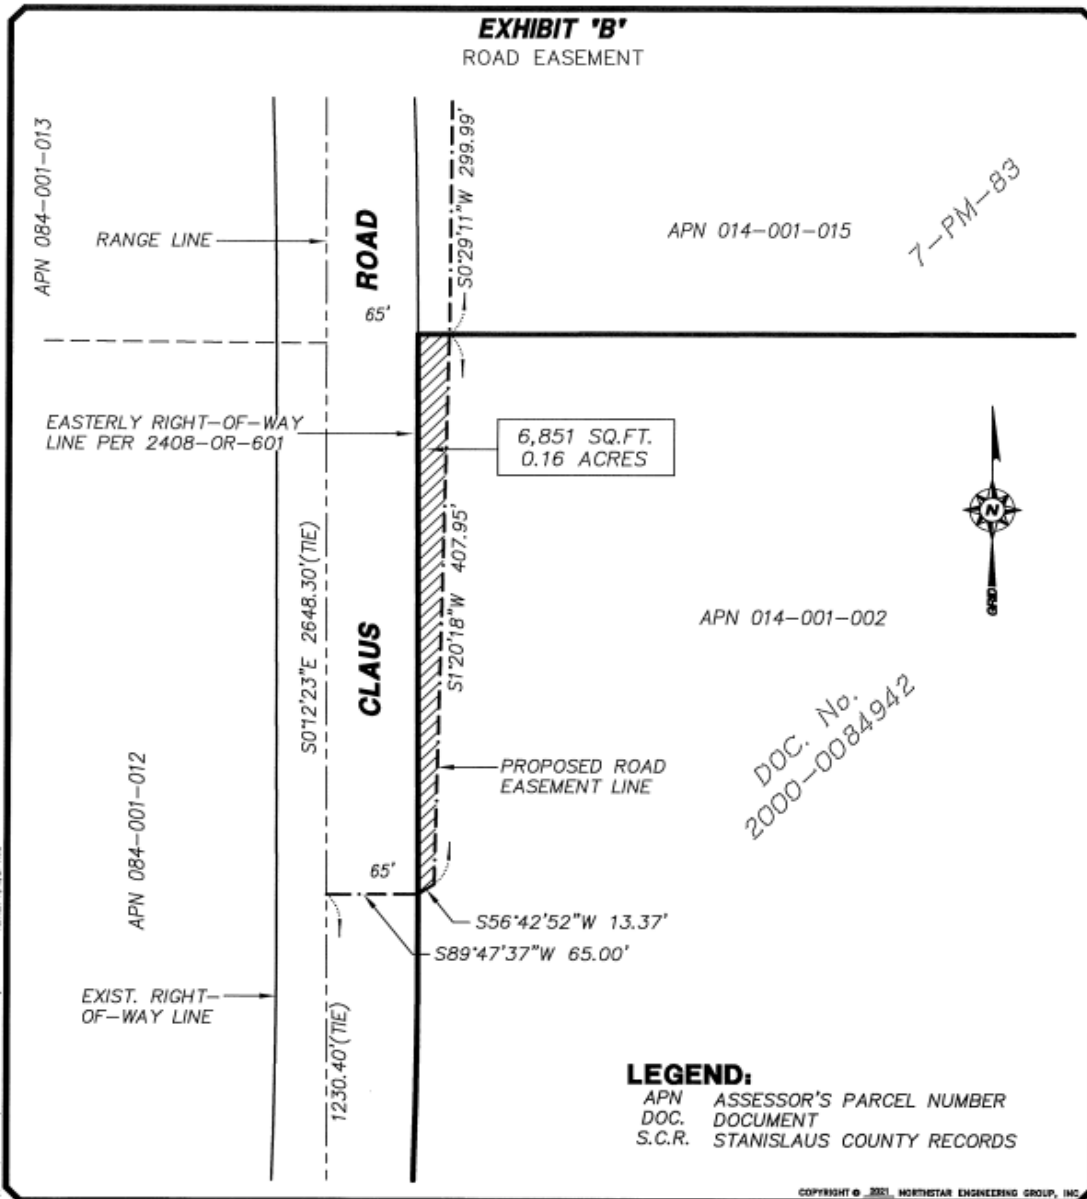 EXHIBIT "B"
ROAD EASEMENT
APN 084-001-013
RANGE LINE
ROAD
65'
S0°29'11"W 299.99'
APN 014-001-015
7-PM-83
EASTERLY RIGHT-OF-WAY
LINE PER 2408-OR-601
6,851 SQ.FT.
0.16 ACRES
N
GRID
S0°12'23"E 2648.30'(TIE)
CLAUS
S1°20'18"W 407.95'
APN 014-001-002
DOC. No.
2000-0084942
PROPOSED ROAD
EASEMENT LINE
APN 084-001-012
65'
S56°42'52"W 13.37'
S89°47'37"W 65.00'
EXIST. RIGHT-
OF-WAY LINE
1230.40'(TIE)
LEGEND:
APN ASSESSOR'S PARCEL NUMBER
DOC. DOCUMENT
S.C.R. STANISLAUS COUNTY RECORDS
COPYRIGHT © 2021 NORTHSTAR ENGINEERING GROUP, INC.